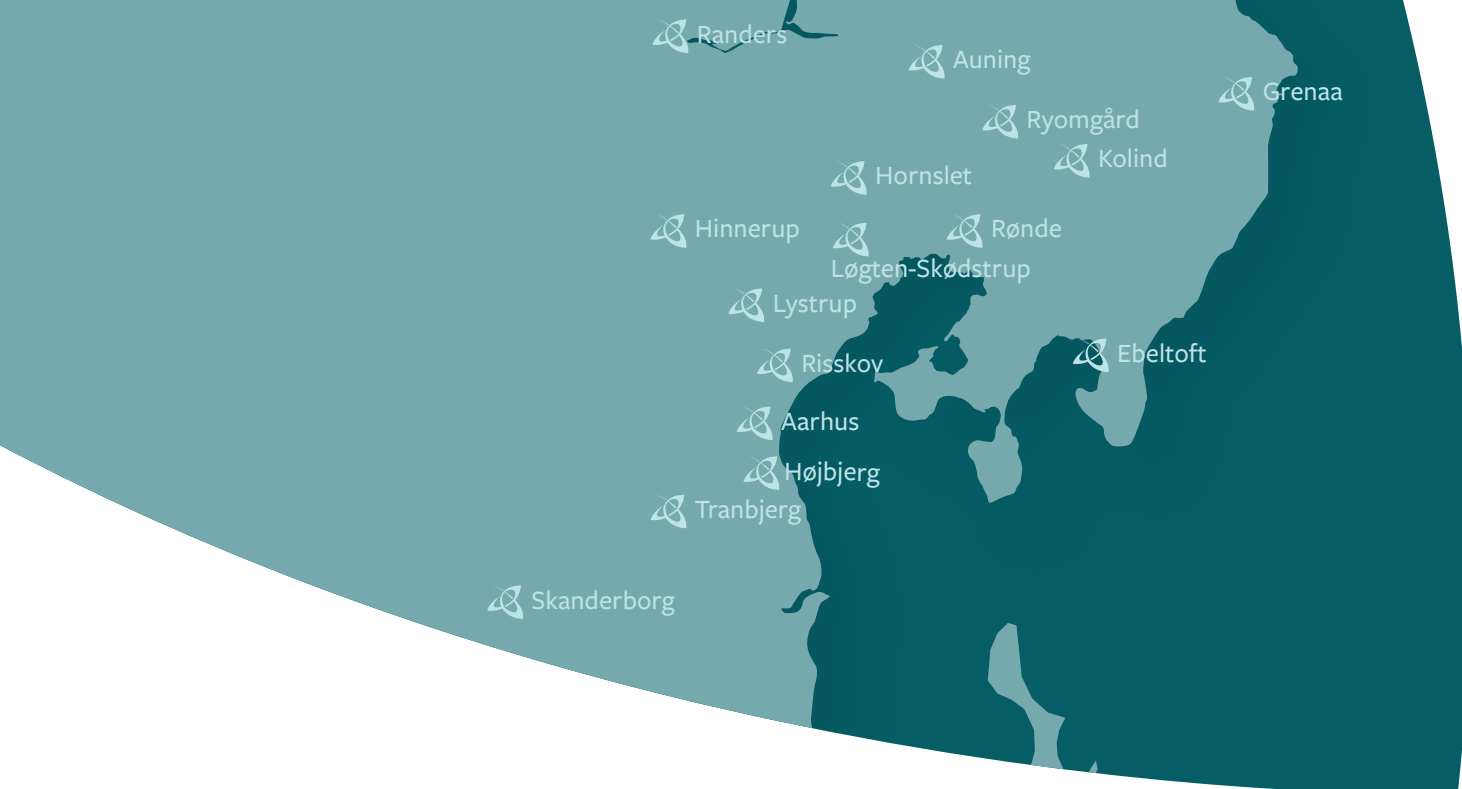 Randers
Auning
Grenaa
Ryomgård
Kolind
Hornslet
Hinnerup
Rønde
Løgten-Skødstrup
Lystrup
Ebeltoft
Risskov
Aarhus
Højbjerg
Tranbjerg
Skanderborg